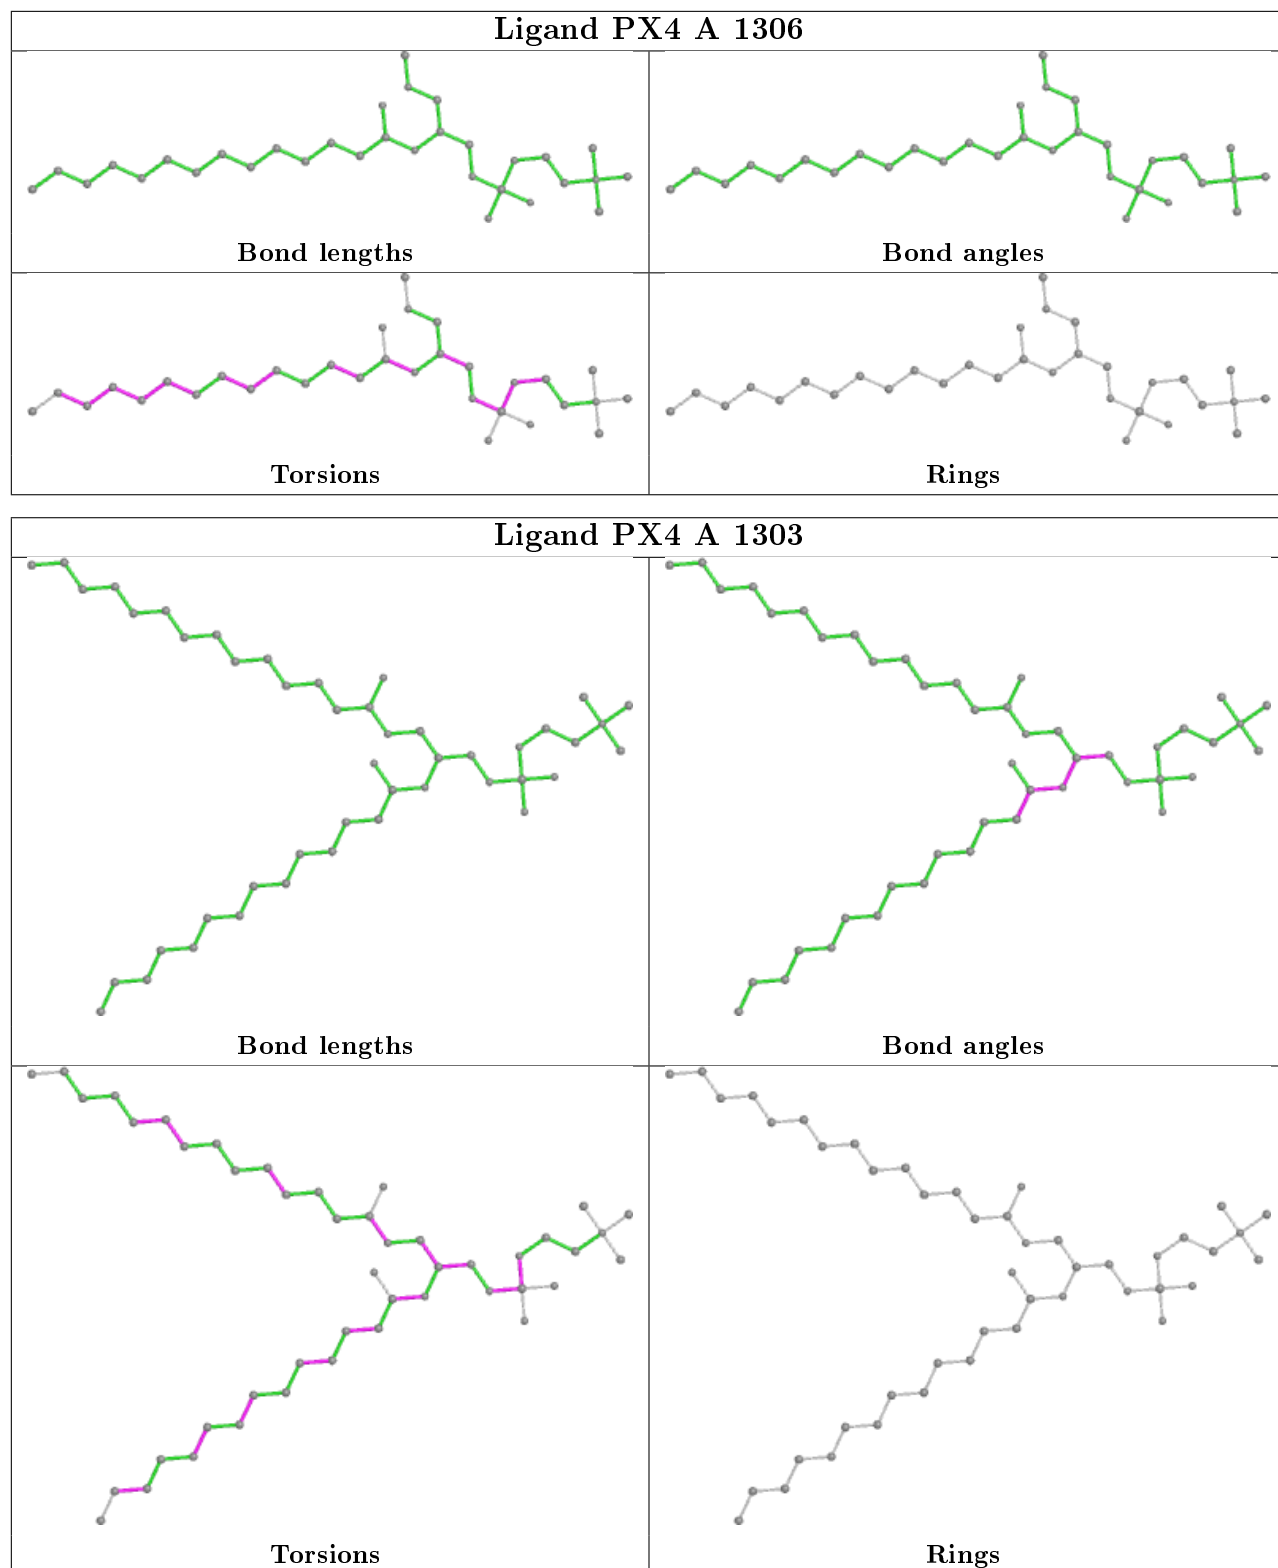 Ligand PX4 A 1306
Bond lengths
Bond angles
Torsions
Rings
Ligand PX4 A 1303
Bond lengths
Bond angles
Torsions
Rings